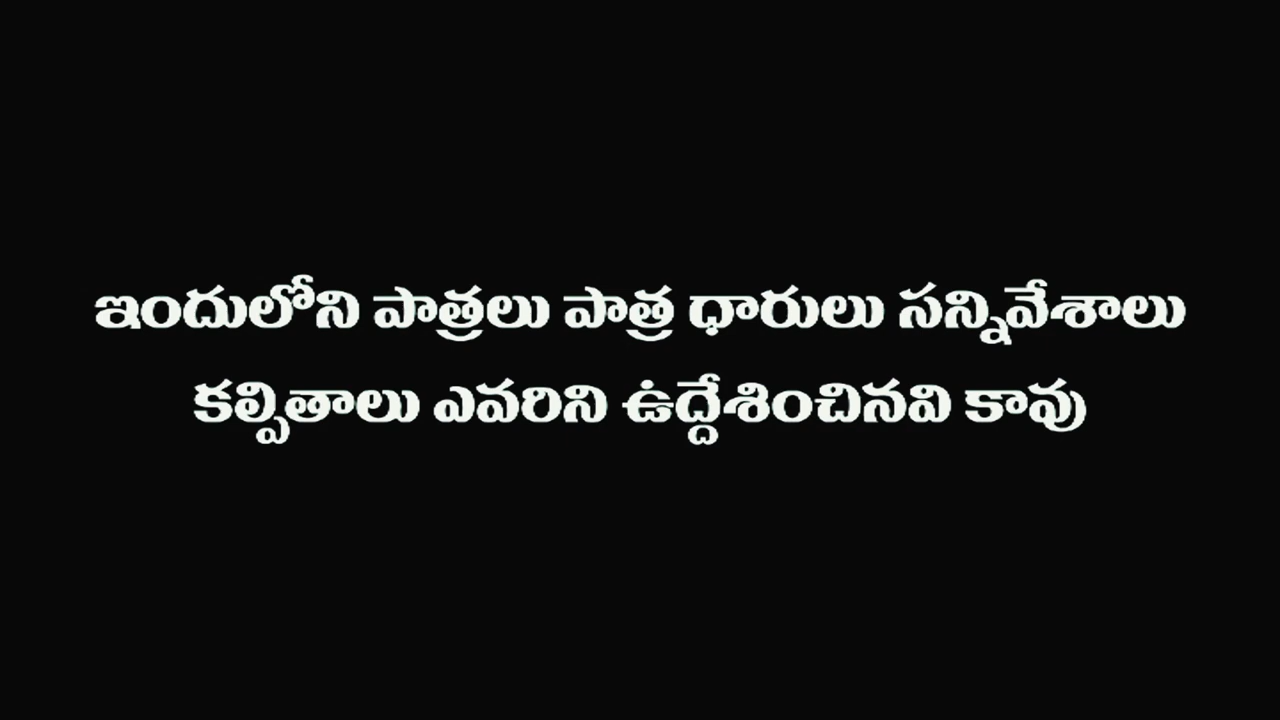 ఇందులోని పాత్రలు పాత్ర ధారులు సన్నివేశాలు
కల్పితాలు ఎవరిని ఉద్దేశించినవి కావు